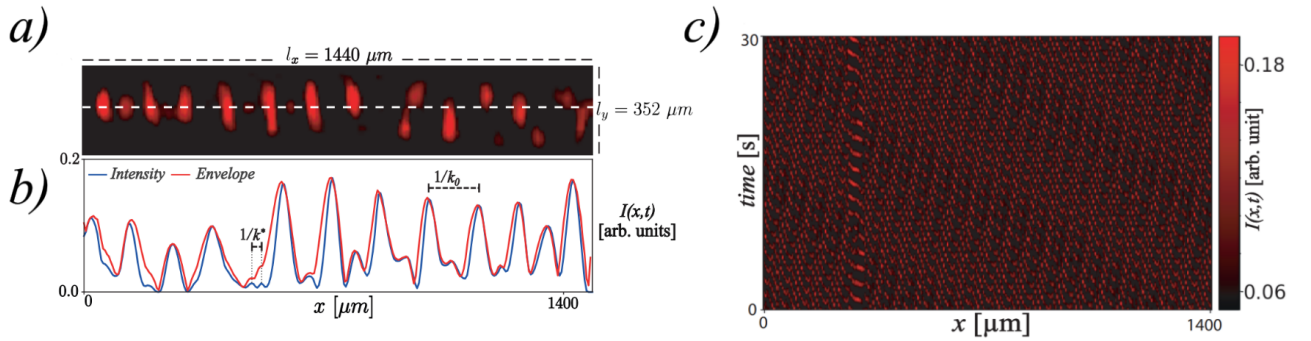 a)
l_x = 1440 μm
l_y = 352 μm
b)
0.2
Intensity
Envelope
1/k*
1/k_0
I(x,t)
[arb. units]
0.0
0
x [μm]
1400
c)
30
time [s]
0
0
x [μm]
1400
0.18
I(x,t) [arb. unit]
0.06